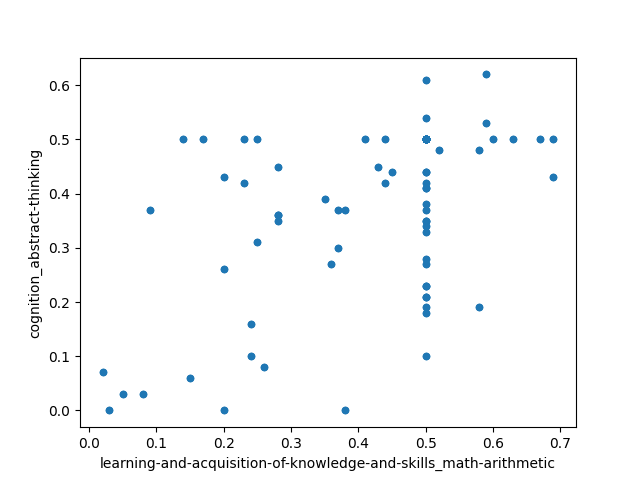 0.6
0.5
0.4
0.3
0.2
0.1
0.0
cognition_abstract-thinking
0.0 0.1 0.2 0.3 0.4 0.5 0.6 0.7
learning-and-acquisition-of-knowledge-and-skills_math-arithmetic